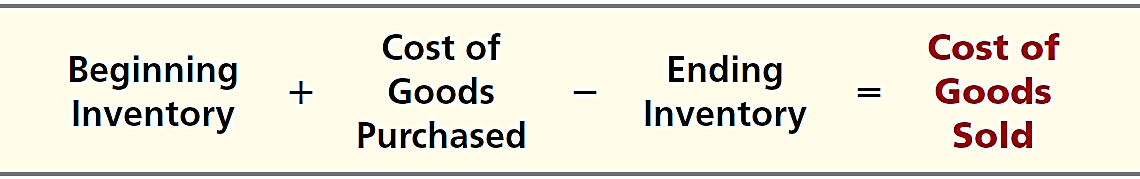 Beginning
Inventory
+
Cost of
Goods
Purchased
−
Ending
Inventory
=
Cost of
Goods
Sold